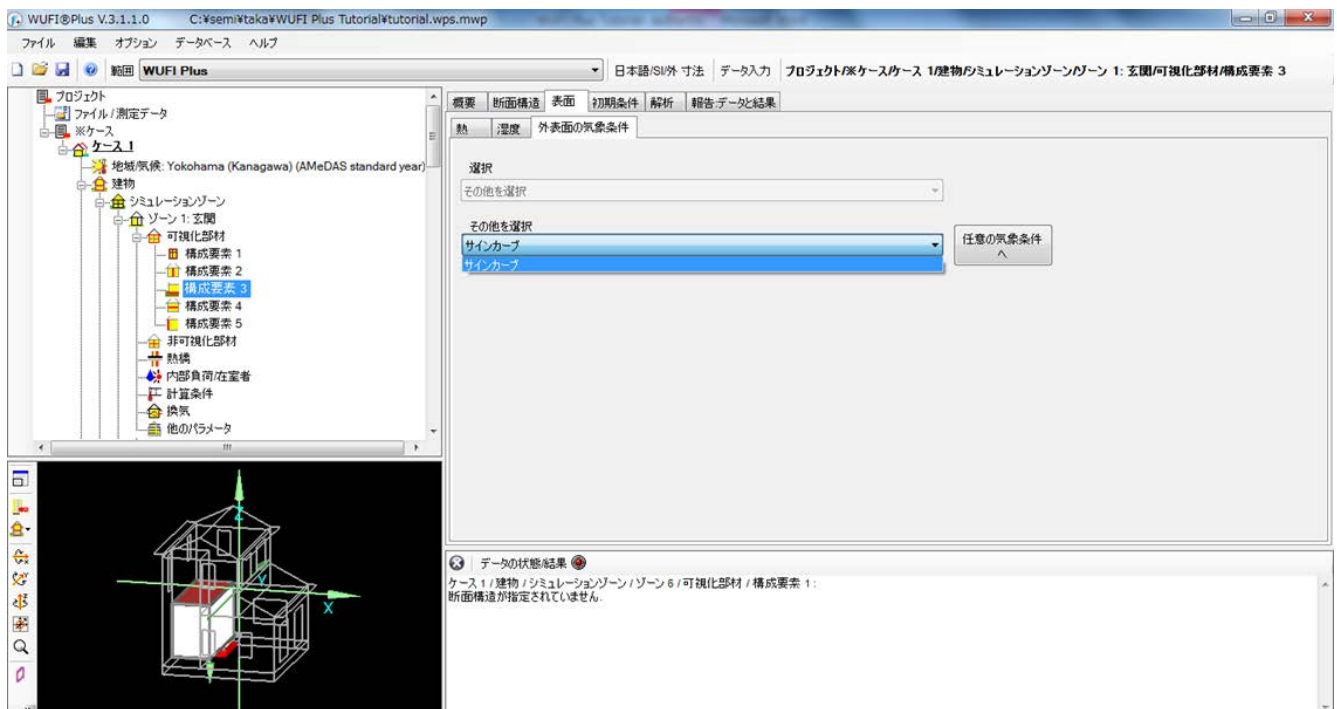 WUFI®Plus V.3.1.1.0 C:¥semi¥taka¥WUFI Plus Tutorial¥tutorial.wps.mwp
ファイル 編集 オプション データベース ヘルプ
範囲 WUFI Plus 日本語/SI/外 寸法 データ入力 プロジェクト/※ケース/ケース 1/建物/シミュレーションゾーン/ゾーン 1: 玄関/可視化部材/構成要素 3
プロジェクト
ファイル / 測定データ
※ケース
ケース 1
地域/気候: Yokohama (Kanagawa) (AMeDAS standard year)
建物
シミュレーションゾーン
ゾーン 1: 玄関
可視化部材
構成要素 1
構成要素 2
構成要素 3
構成要素 4
構成要素 5
非可視化部材
熱橋
内部負荷/在室者
計算条件
換気
他のパラメータ
概要 断面構造 表面 初期条件 解析 報告:データと結果
熱 湿度 外表面の気象条件
選択
その他を選択
その他を選択
サインカーブ
サインカーブ
任意の気象条件
へ
Z
Y
X
データの状態/結果
ケース 1 / 建物 / シミュレーションゾーン / ゾーン 6 / 可視化部材 / 構成要素 1 :
断面構造が指定されていません.